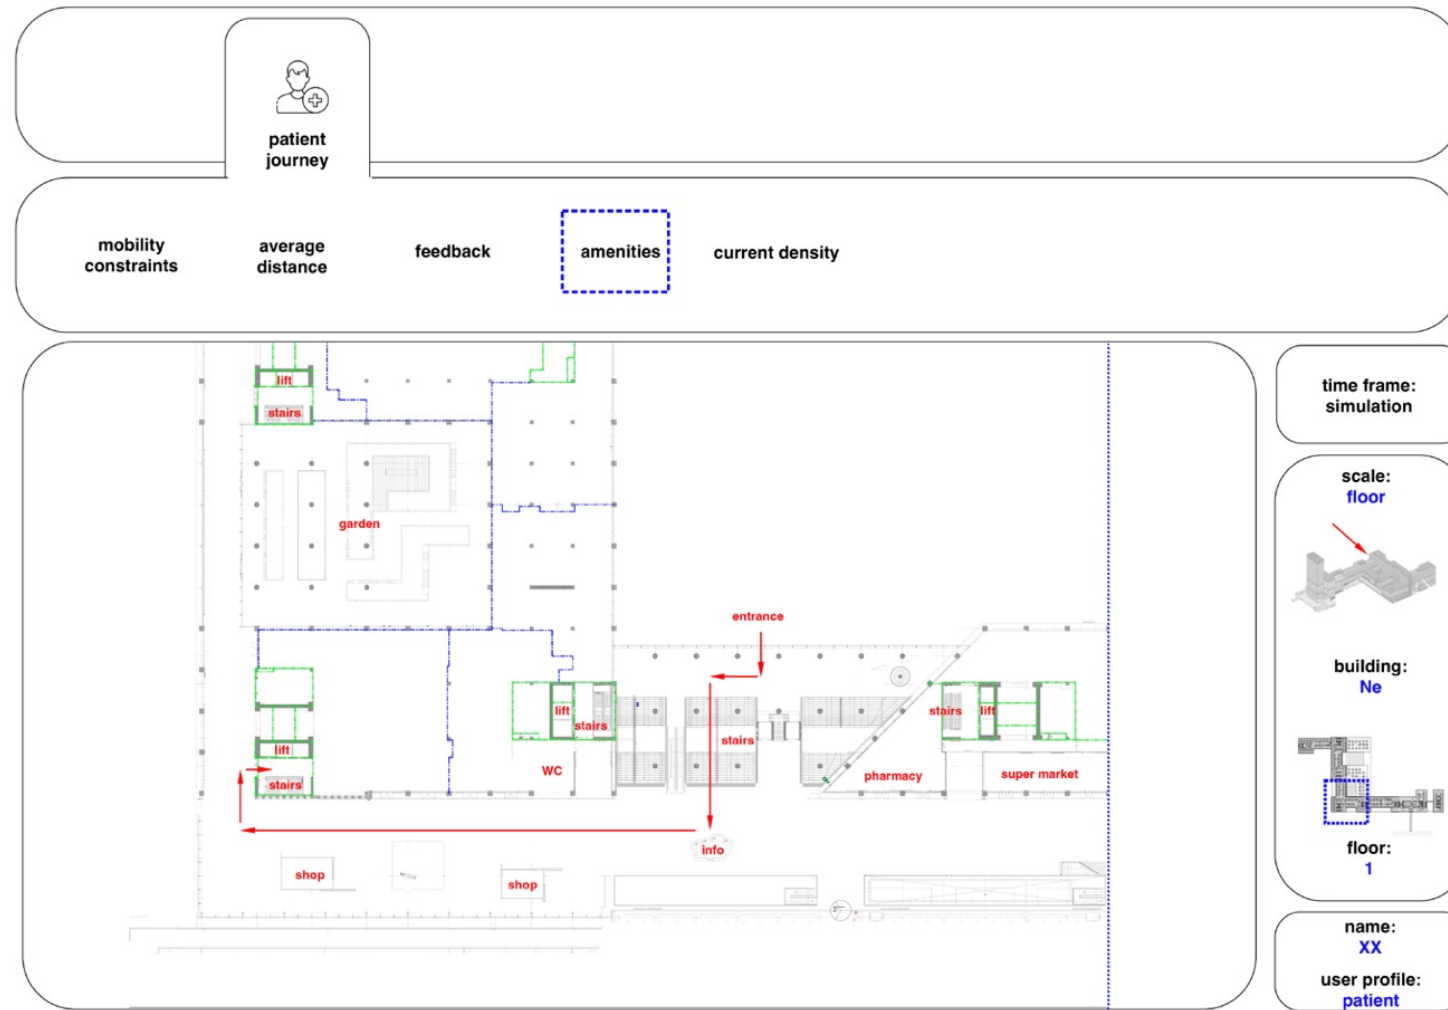 patient
journey
mobility
constraints
average
distance
feedback
amenities
current density
lift
stairs
garden
entrance
lift
stairs
stairs
stairs
lift
lift
stairs
WC
pharmacy
super market
info
shop
shop
time frame:
simulation
scale:
floor
building:
Ne
floor:
1
name:
XX
user profile:
patient